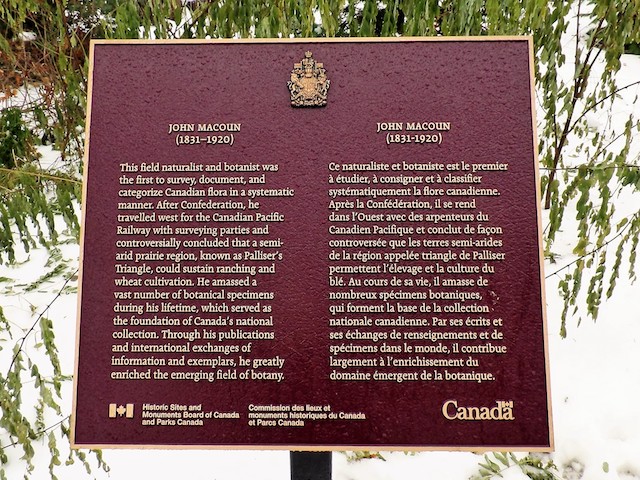 JOHN MACOUN
(1831–1920)
This field naturalist and botanist was
the first to survey, document, and
categorize Canadian flora in a systematic
manner. After Confederation, he
travelled west for the Canadian Pacific
Railway with surveying parties and
controversially concluded that a semi-
arid prairie region, known as Palliser's
Triangle, could sustain ranching and
wheat cultivation. He amassed a
vast number of botanical specimens
during his lifetime, which served as
the foundation of Canada's national
collection. Through his publications
and international exchanges of
information and exemplars, he greatly
enriched the emerging field of botany.
JOHN MACOUN
(1831-1920)
Ce naturaliste et botaniste est le premier
à étudier, à consigner et à classifier
systématiquement la flore canadienne.
Après la Confédération, il se rend
dans l'Ouest avec des arpenteurs du
Canadien Pacifique et conclut de façon
controversée que les terres semi-arides
de la région appelée triangle de Palliser
permettent l'élevage et la culture du
blé. Au cours de sa vie, il amasse de
nombreux spécimens botaniques,
qui forment la base de la collection
nationale canadienne. Par ses écrits et
ses échanges de renseignements et de
spécimens dans le monde, il contribue
largement à l'enrichissement du
domaine émergent de la botanique.
Historic Sites and
Monuments Board of Canada
and Parks Canada
Commission des lieux et
monuments historiques du Canada
et Parcs Canada
Canada